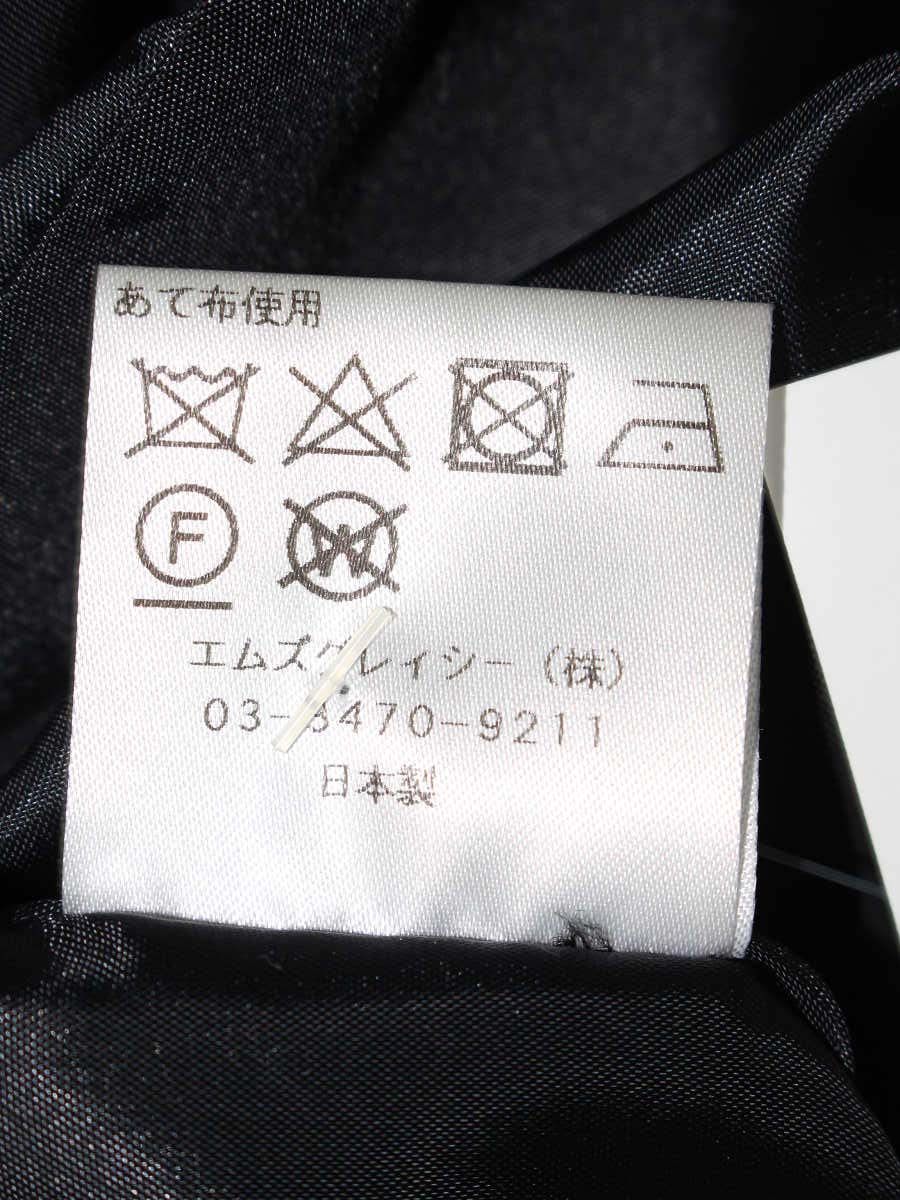 あて布使用
F
W
エムズグレィシー（株）
03-3470-9211
日本製